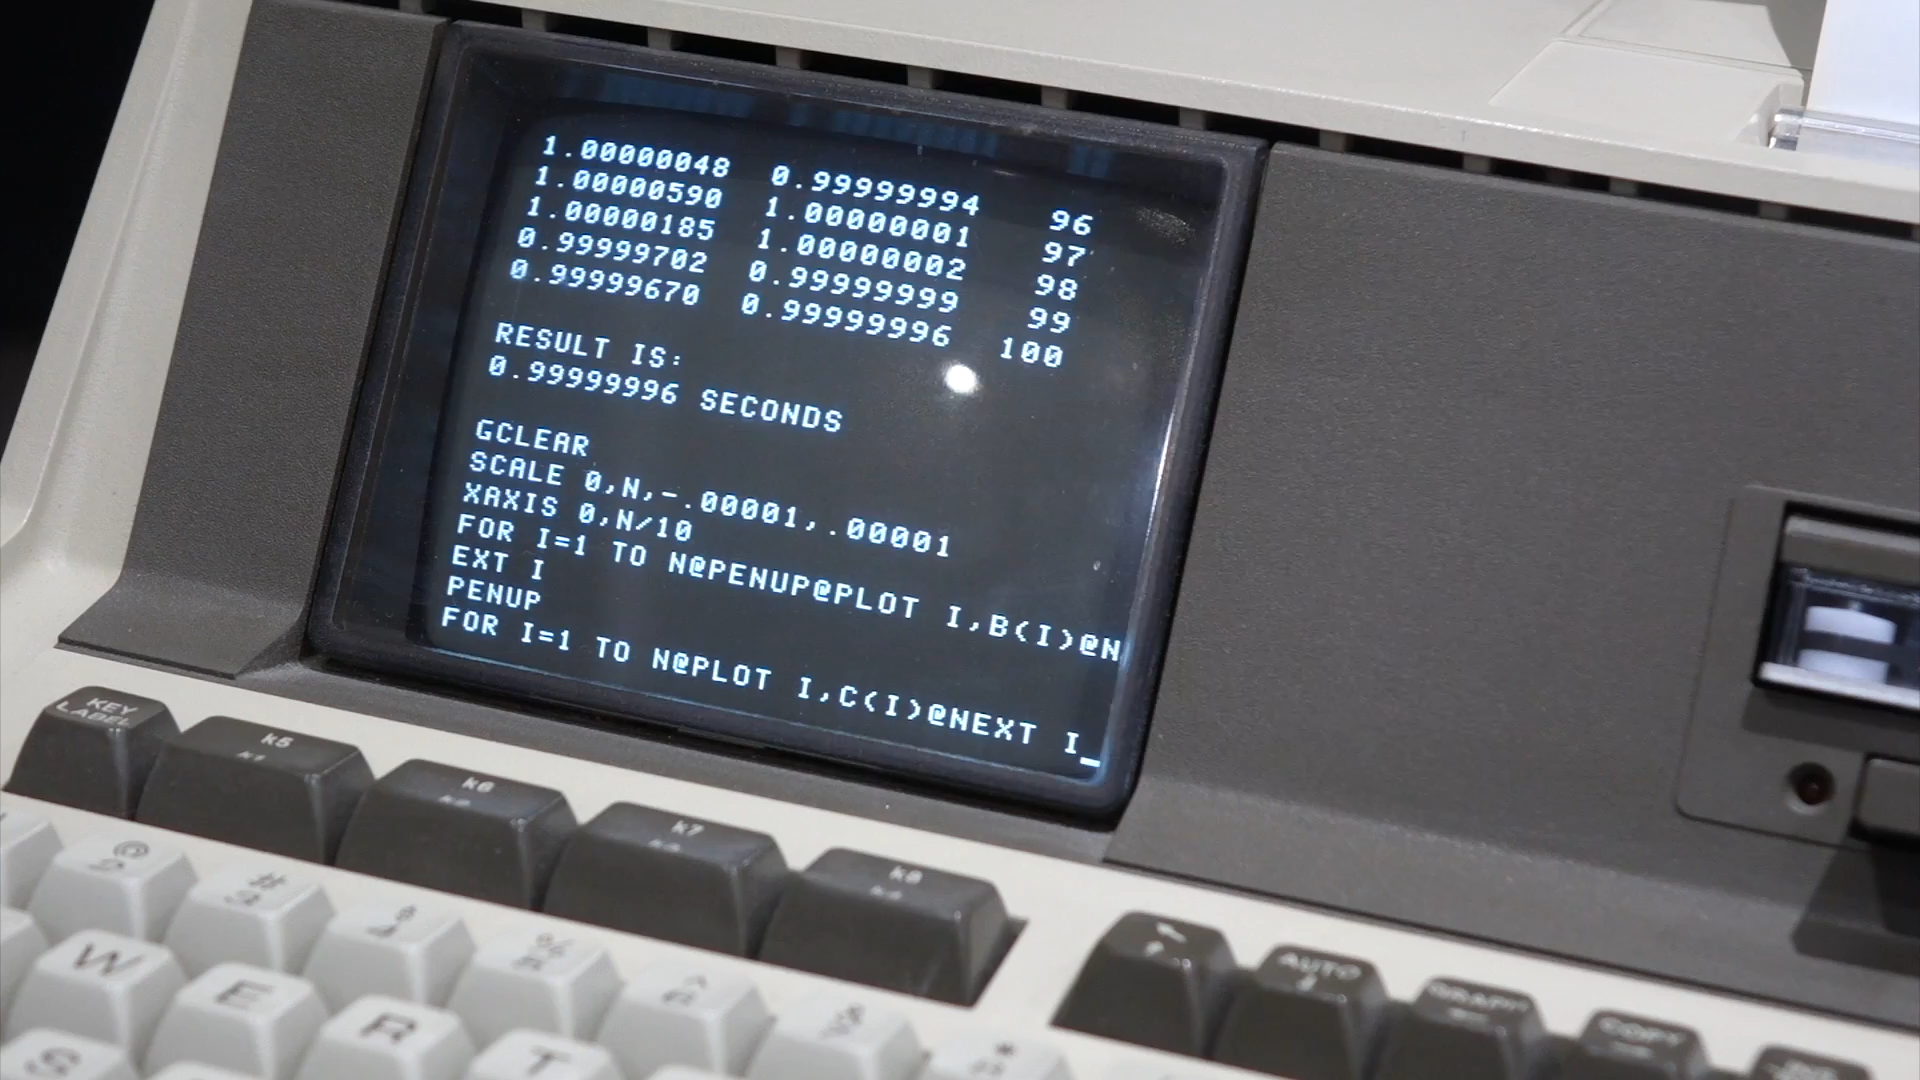 1.00000048 0.99999994 96
1.00000590 1.00000001 97
1.00000185 1.00000002 98
0.99999702 0.99999999 99
0.99999670 0.99999996 100
RESULT IS:
0.99999996 SECONDS
GCLEAR
SCALE 0,N,-.00001,.00001
XAXIS 0,N/10
FOR I=1 TO N@PENUP@PLOT I,B(I)@N
EXT I
PENUP
FOR I=1 TO N@PLOT I,C(I)@NEXT I_
KEY
LABEL
k5
k1
k6
k7
k8
@
#
$
%
W
E
R
T
S
*
AUTO
GRAPH
COPY